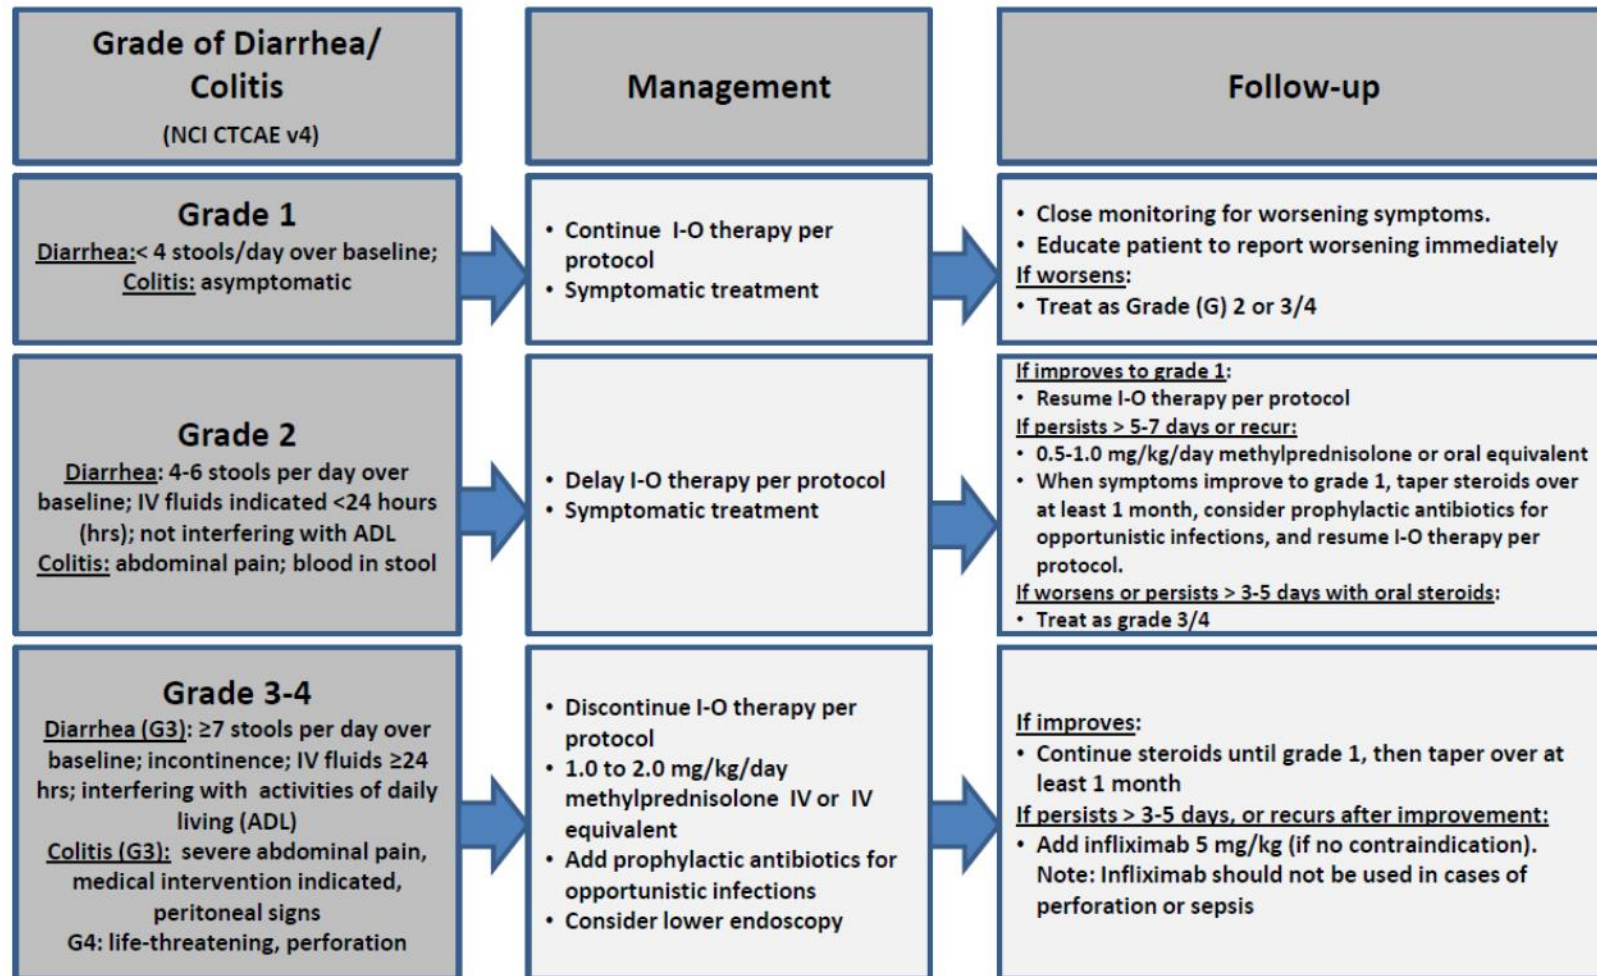 Grade of Diarrhea/
Colitis
(NCI CTCAE v4)
Management
Follow-up
Grade 1
Diarrhea:< 4 stools/day over baseline;
Colitis: asymptomatic
• Continue I-O therapy per
protocol
• Symptomatic treatment
• Close monitoring for worsening symptoms.
• Educate patient to report worsening immediately
If worsens:
• Treat as Grade (G) 2 or 3/4
Grade 2
Diarrhea: 4-6 stools per day over
baseline; IV fluids indicated <24 hours
(hrs); not interfering with ADL
Colitis: abdominal pain; blood in stool
• Delay I-O therapy per protocol
• Symptomatic treatment
If improves to grade 1:
• Resume I-O therapy per protocol
If persists > 5-7 days or recur:
• 0.5-1.0 mg/kg/day methylprednisolone or oral equivalent
• When symptoms improve to grade 1, taper steroids over
at least 1 month, consider prophylactic antibiotics for
opportunistic infections, and resume I-O therapy per
protocol.
If worsens or persists > 3-5 days with oral steroids:
• Treat as grade 3/4
Grade 3-4
Diarrhea (G3): ≥7 stools per day over
baseline; incontinence; IV fluids ≥24
hrs; interfering with activities of daily
living (ADL)
Colitis (G3): severe abdominal pain,
medical intervention indicated,
peritoneal signs
G4: life-threatening, perforation
• Discontinue I-O therapy per
protocol
• 1.0 to 2.0 mg/kg/day
methylprednisolone IV or IV
equivalent
• Add prophylactic antibiotics for
opportunistic infections
• Consider lower endoscopy
If improves:
• Continue steroids until grade 1, then taper over at
least 1 month
If persists > 3-5 days, or recurs after improvement:
• Add infliximab 5 mg/kg (if no contraindication).
Note: Infliximab should not be used in cases of
perforation or sepsis